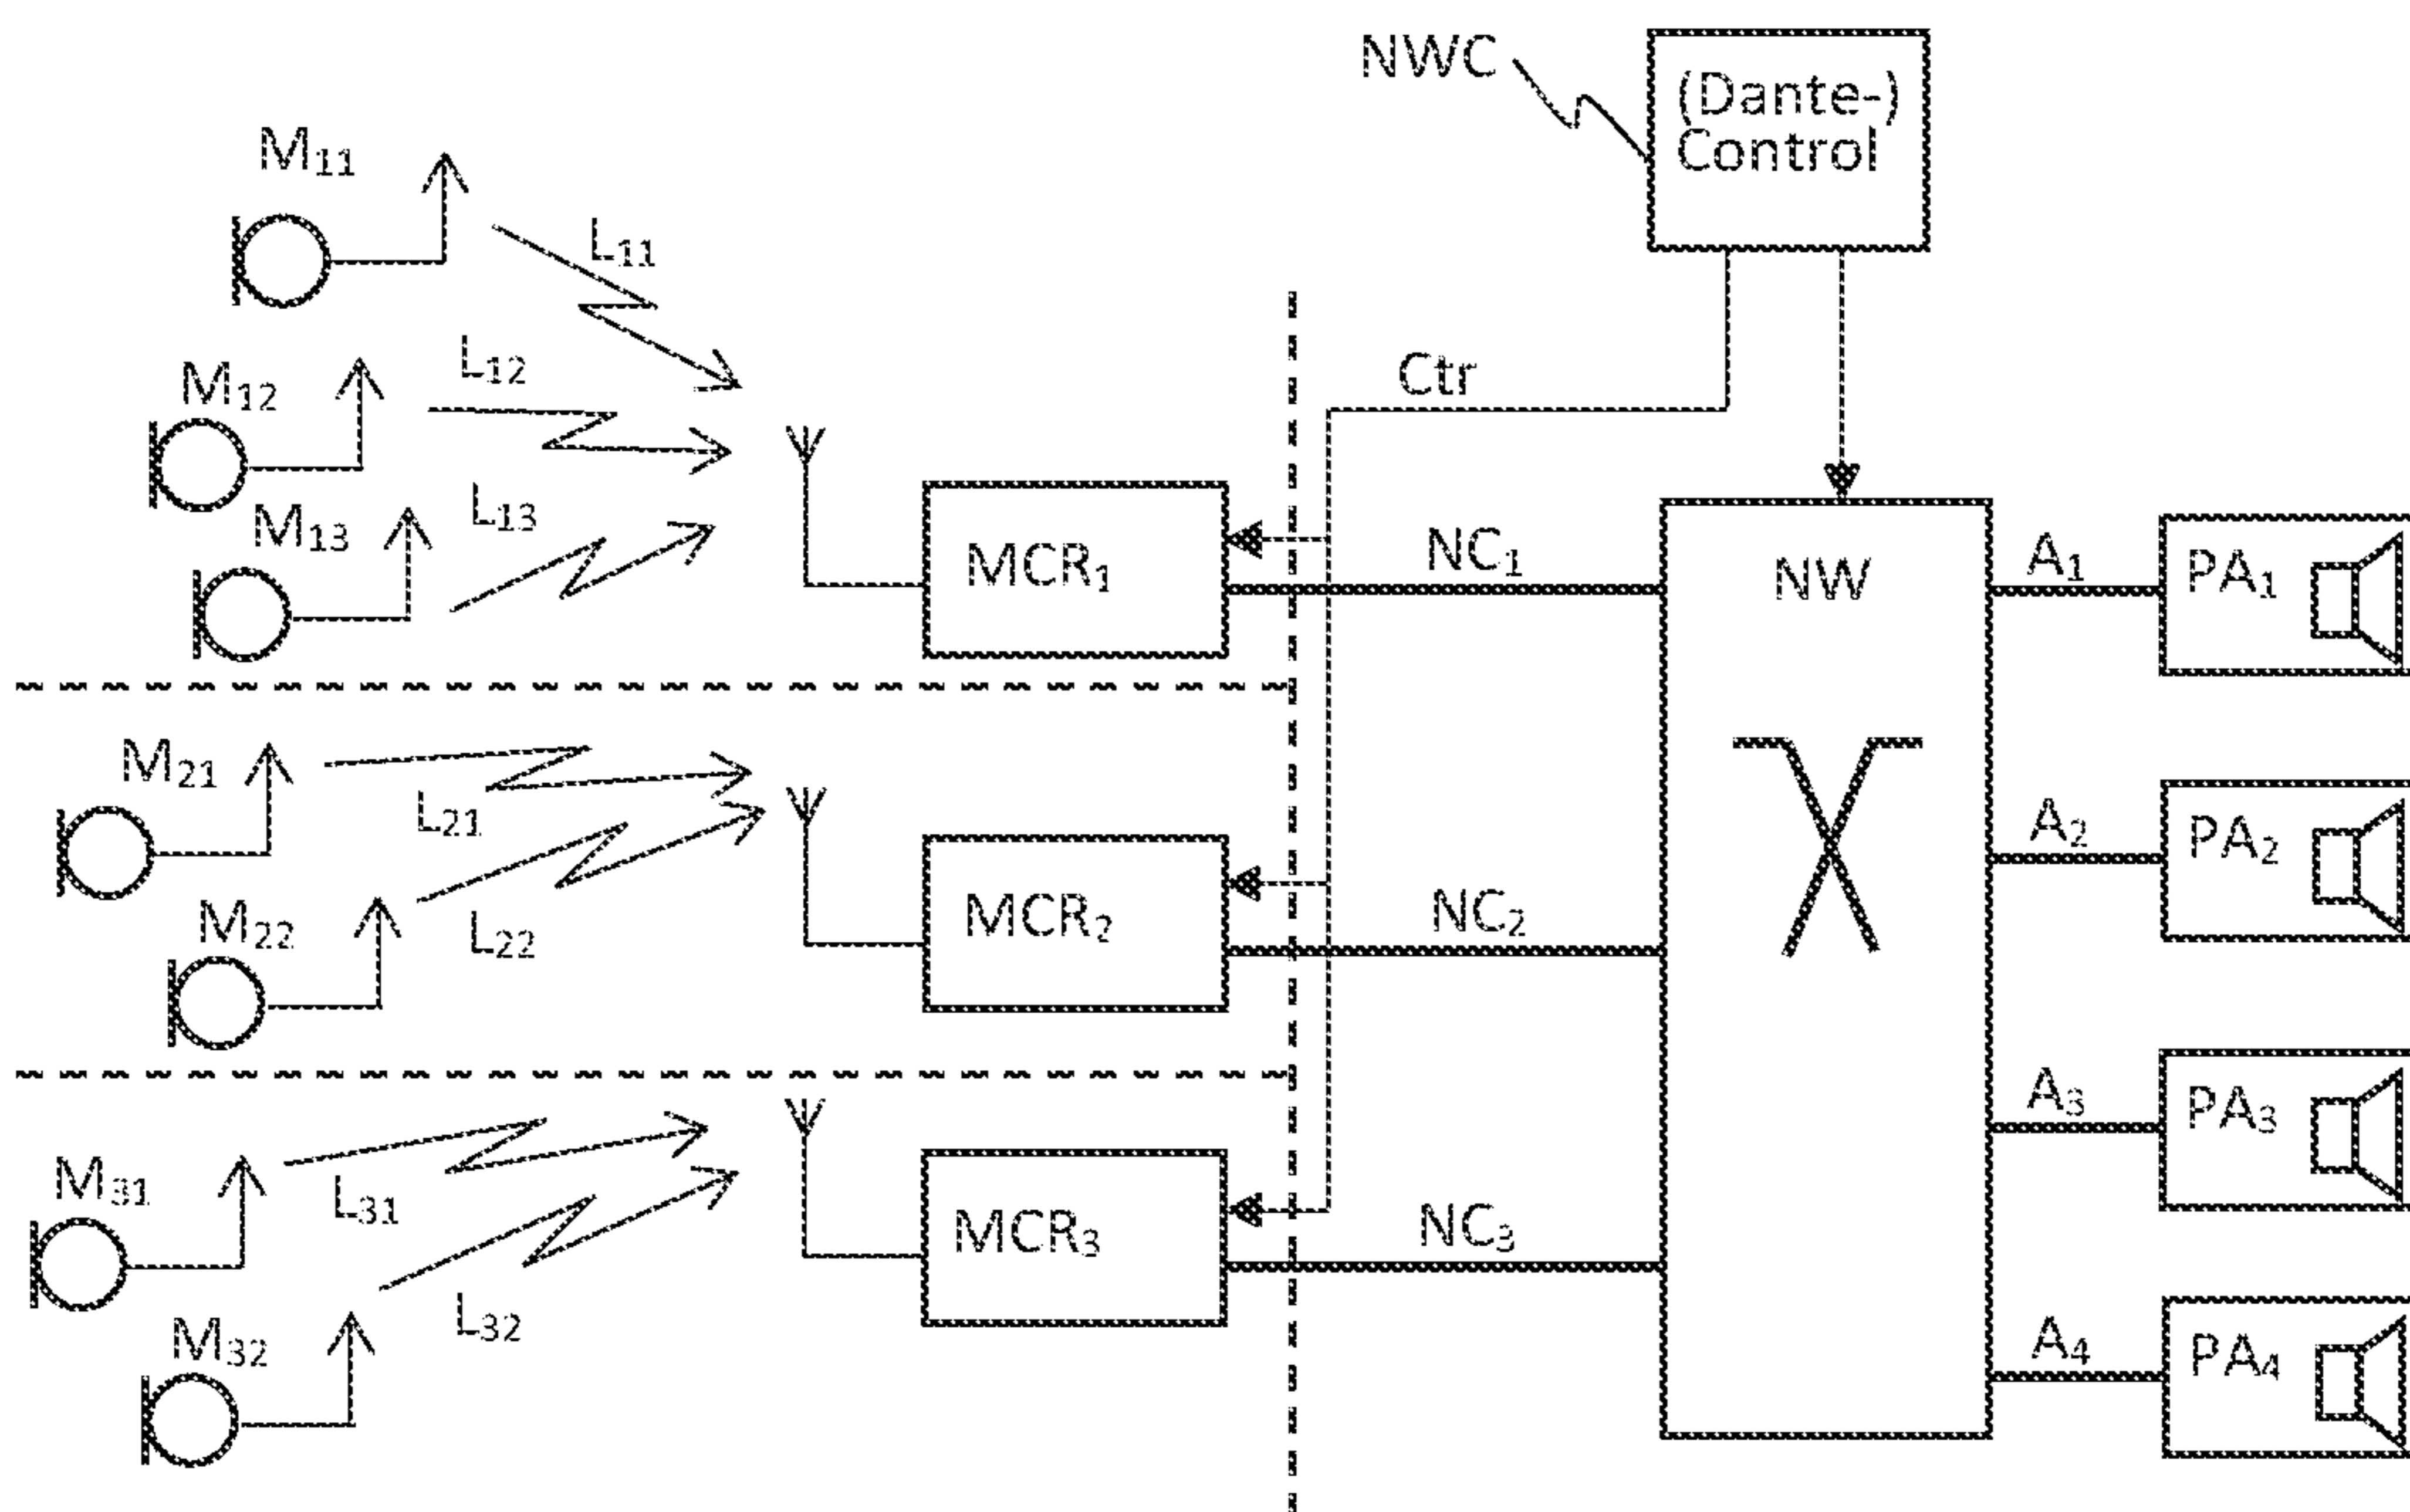 NWC
(Dante-)
Control
M11
L11
Ctr
M12
L12
M13
L13
MCR1
NC1
NW
A1
PA1
M21
L21
A2
PA2
M22
L22
MCR2
NC2
A3
PA3
M31
L31
MCR3
NC3
M32
L32
A4
PA4